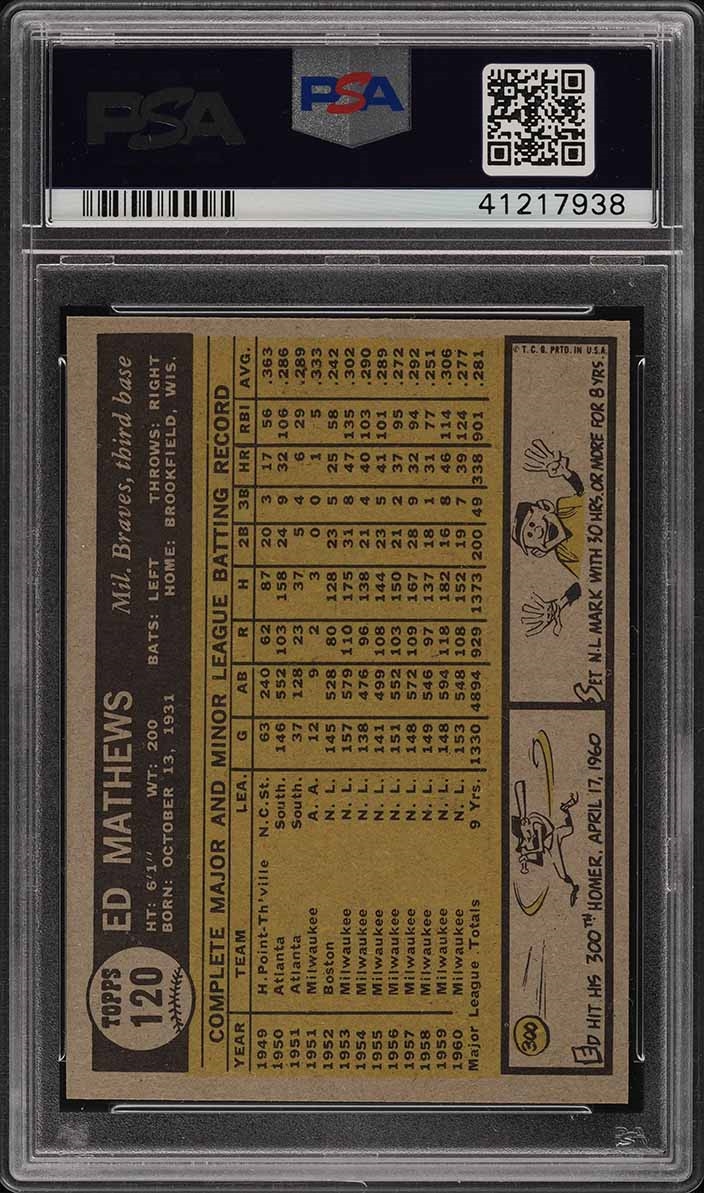 PSA
PSA
41217938
TOPPS
120
ED MATHEWS Mil. Braves, third base
HT: 6'1" WT: 200 BATS: LEFT THROWS: RIGHT
BORN: OCTOBER 13, 1931 HOME: BROOKFIELD, WIS.
COMPLETE MAJOR AND MINOR LEAGUE BATTING RECORD
YEAR TEAM LEA. G AB R H 2B 3B HR RBI AVG.
1949 H.Point-Th'ville N.C.St. 63 240 62 87 20 3 17 56 .363
1950 Atlanta South. 146 552 103 158 24 9 32 106 .286
1951 Atlanta South. 37 128 23 37 5 4 6 29 .289
1951 Milwaukee A. A. 12 9 2 3 0 0 1 5 .333
1952 Boston N. L. 145 528 80 128 23 5 25 58 .242
1953 Milwaukee N. L. 157 579 110 175 31 8 47 135 .302
1954 Milwaukee N. L. 138 476 96 138 21 4 40 103 .290
1955 Milwaukee N. L. 141 499 108 144 23 5 41 101 .289
1956 Milwaukee N. L. 151 552 103 150 21 2 37 95 .272
1957 Milwaukee N. L. 148 572 109 167 28 9 32 94 .292
1958 Milwaukee N. L. 149 546 97 137 18 1 31 77 .251
1959 Milwaukee N. L. 148 594 118 182 16 8 46 114 .306
1960 Milwaukee N. L. 153 548 108 152 19 7 39 124 .277
Major League Totals 9 Yrs. 1330 4894 929 1373 200 49 338 901 .281
300
ED HIT HIS 300TH HOMER, APRIL 17, 1960
SET N.L MARK WITH 30 HRS. OR MORE FOR 8 YRS.
© T. C. G. PRTD. IN U.S.A.
PSA